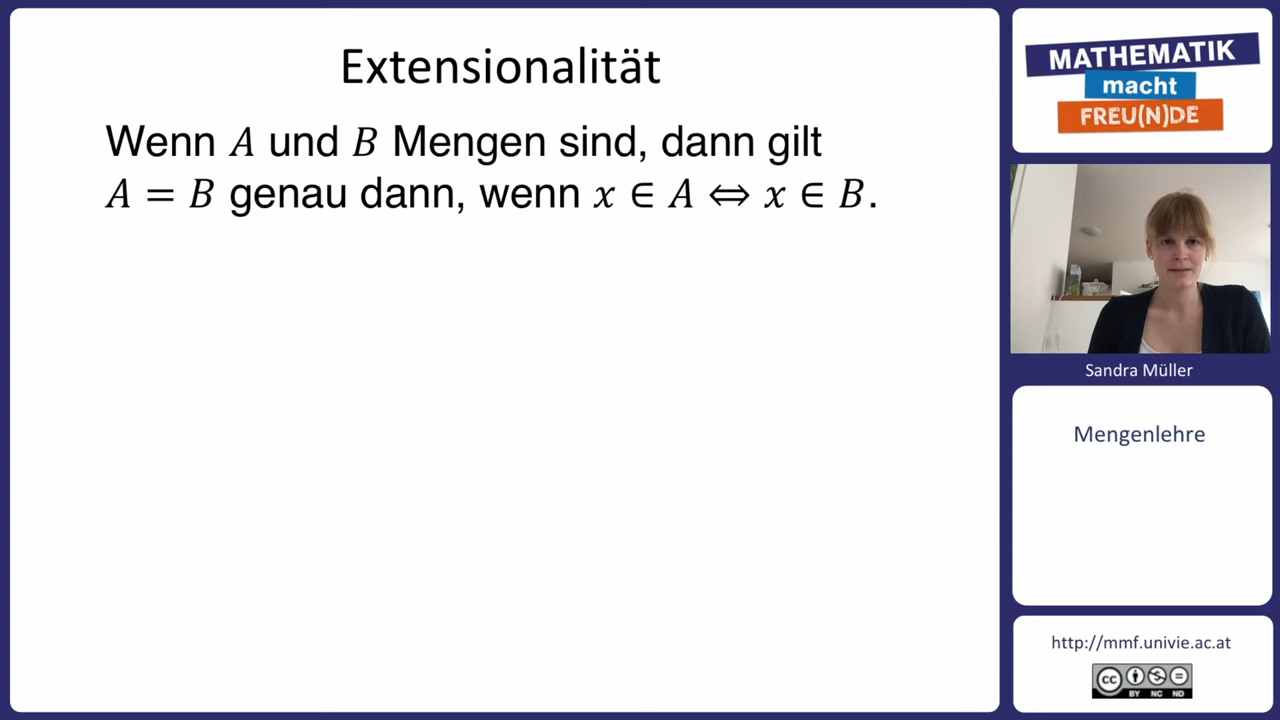 Extensionalität
Wenn A und B Mengen sind, dann gilt
A = B genau dann, wenn x ∈ A ⇔ x ∈ B.
MATHEMATIK
macht
FREU(N)DE
Sandra Müller
Mengenlehre
http://mmf.univie.ac.at
cc
BY NC ND